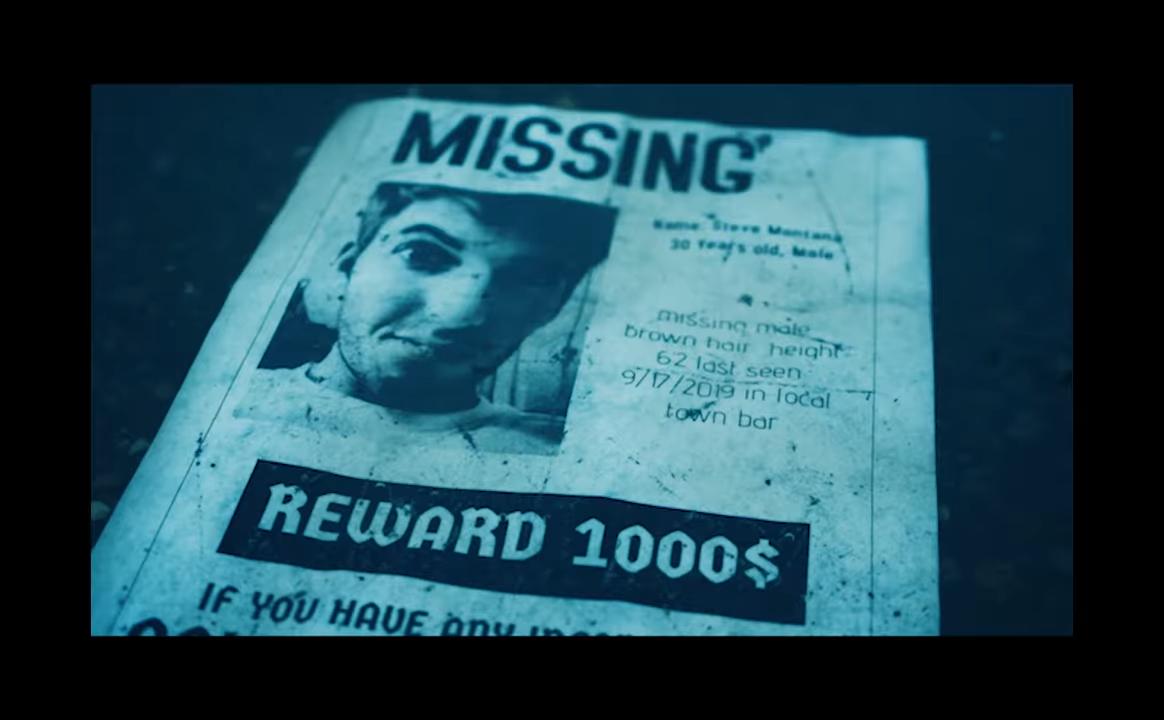 MISSING
Name: Steve Montana
30 Years old, Male
missing male
brown hair height
62 last seen
9/17/2019 in local
town bar
REWARD 1000$
IF YOU HAVE ANY